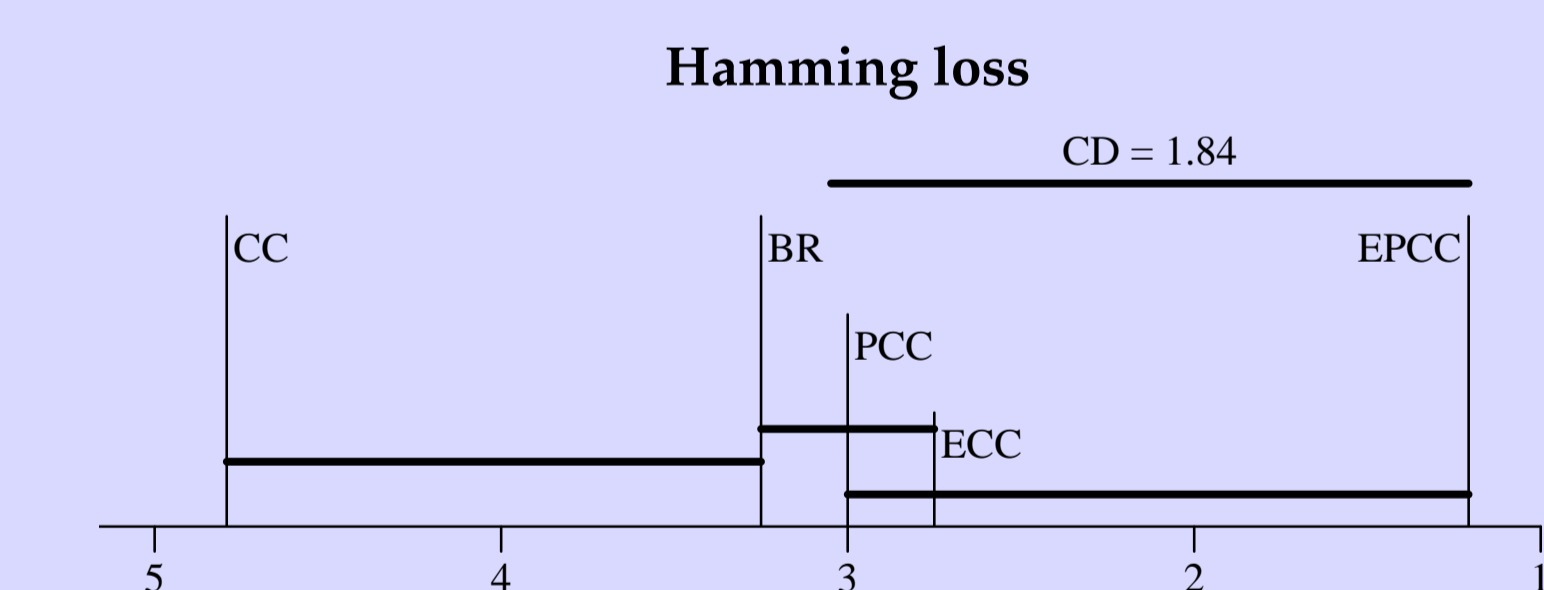 Hamming loss
CD = 1.84
CC BR EPCC
PCC
ECC
5 4 3 2 1